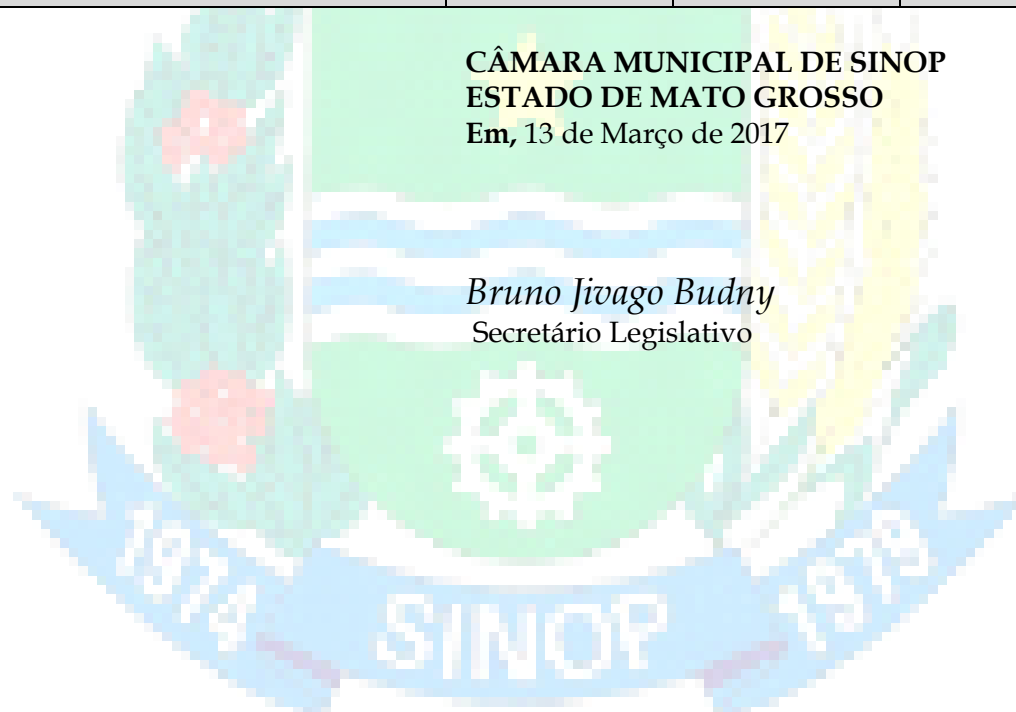 CÂMARA MUNICIPAL DE SINOP
ESTADO DE MATO GROSSO
Em, 13 de Março de 2017
Bruno Jivago Budny
Secretário Legislativo
1974
SINOP
1979